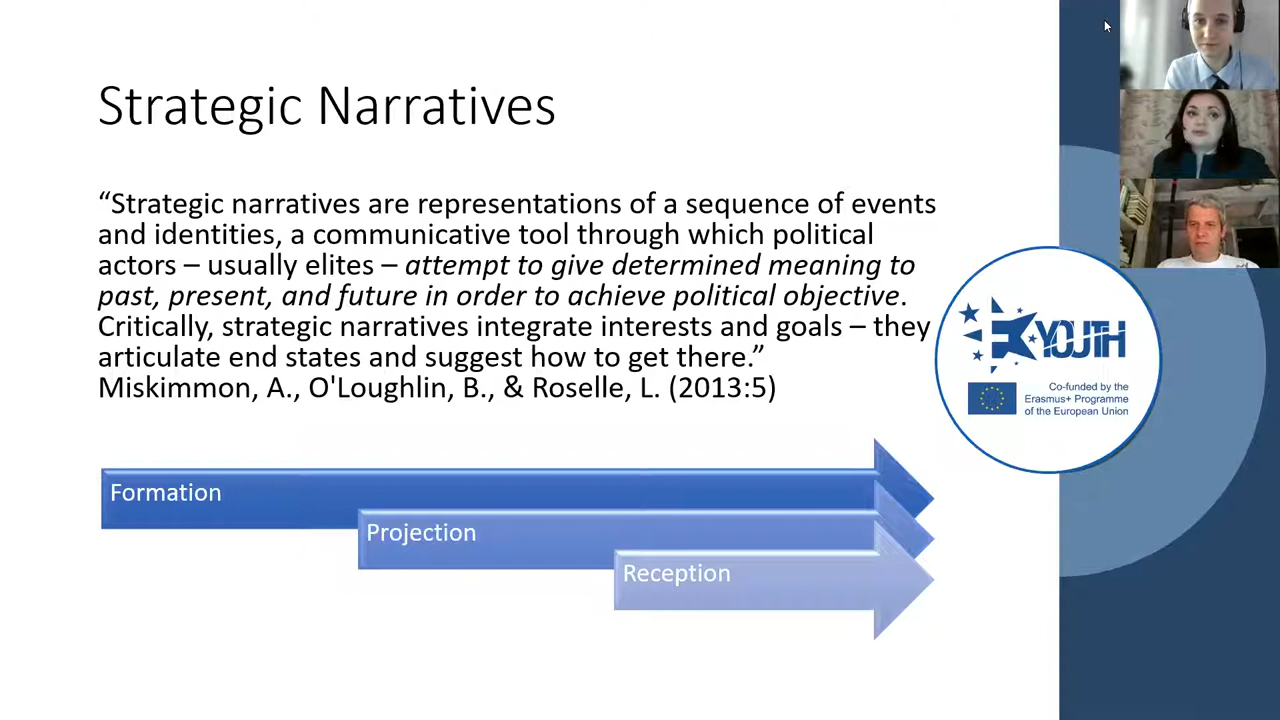 Strategic Narratives
“Strategic narratives are representations of a sequence of events
and identities, a communicative tool through which political
actors – usually elites – attempt to give determined meaning to
past, present, and future in order to achieve political objective.
Critically, strategic narratives integrate interests and goals – they
articulate end states and suggest how to get there.”
Miskimmon, A., O'Loughlin, B., & Roselle, L. (2013:5)
YOUTH
Co-funded by the
Erasmus+ Programme
of the European Union
Formation
Projection
Reception